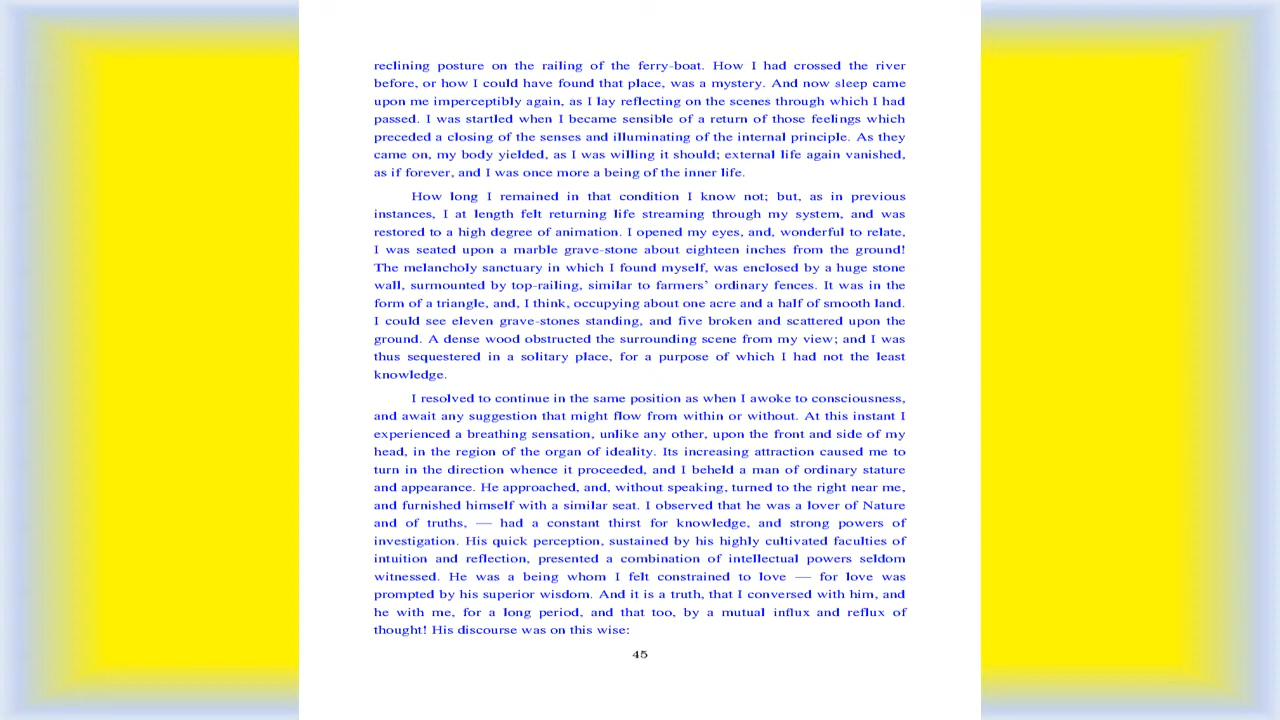 reclining posture on the railing of the ferry-boat. How I had crossed the river
before, or how I could have found that place, was a mystery. And now sleep came
upon me imperceptibly again, as I lay reflecting on the scenes through which I had
passed. I was startled when I became sensible of a return of those feelings which
preceded a closing of the senses and illuminating of the internal principle. As they
came on, my body yielded, as I was willing it should; external life again vanished,
as if forever, and I was once more a being of the inner life.
How long I remained in that condition I know not; but, as in previous
instances, I at length felt returning life streaming through my system, and was
restored to a high degree of animation. I opened my eyes, and, wonderful to relate,
I was seated upon a marble grave-stone about eighteen inches from the ground!
The melancholy sanctuary in which I found myself, was enclosed by a huge stone
wall, surmounted by top-railing, similar to farmers’ ordinary fences. It was in the
form of a triangle, and, I think, occupying about one acre and a half of smooth land.
I could see eleven grave-stones standing, and five broken and scattered upon the
ground. A dense wood obstructed the surrounding scene from my view; and I was
thus sequestered in a solitary place, for a purpose of which I had not the least
knowledge.
I resolved to continue in the same position as when I awoke to consciousness,
and await any suggestion that might flow from within or without. At this instant I
experienced a breathing sensation, unlike any other, upon the front and side of my
head, in the region of the organ of ideality. Its increasing attraction caused me to
turn in the direction whence it proceeded, and I beheld a man of ordinary stature
and appearance. He approached, and, without speaking, turned to the right near me,
and furnished himself with a similar seat. I observed that he was a lover of Nature
and of truths, — had a constant thirst for knowledge, and strong powers of
investigation. His quick perception, sustained by his highly cultivated faculties of
intuition and reflection, presented a combination of intellectual powers seldom
witnessed. He was a being whom I felt constrained to love — for love was
prompted by his superior wisdom. And it is a truth, that I conversed with him, and
he with me, for a long period, and that too, by a mutual influx and reflux of
thought! His discourse was on this wise:
45